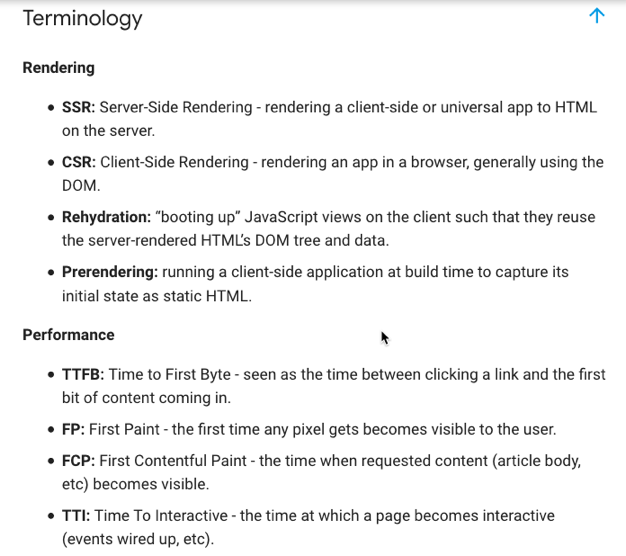 Terminology
Rendering
• SSR: Server-Side Rendering - rendering a client-side or universal app to HTML
on the server.
• CSR: Client-Side Rendering - rendering an app in a browser, generally using the
DOM.
• Rehydration: “booting up” JavaScript views on the client such that they reuse
the server-rendered HTML’s DOM tree and data.
• Prerendering: running a client-side application at build time to capture its
initial state as static HTML.
Performance
• TTFB: Time to First Byte - seen as the time between clicking a link and the first
bit of content coming in.
• FP: First Paint - the first time any pixel gets becomes visible to the user.
• FCP: First Contentful Paint - the time when requested content (article body,
etc) becomes visible.
• TTI: Time To Interactive - the time at which a page becomes interactive
(events wired up, etc).